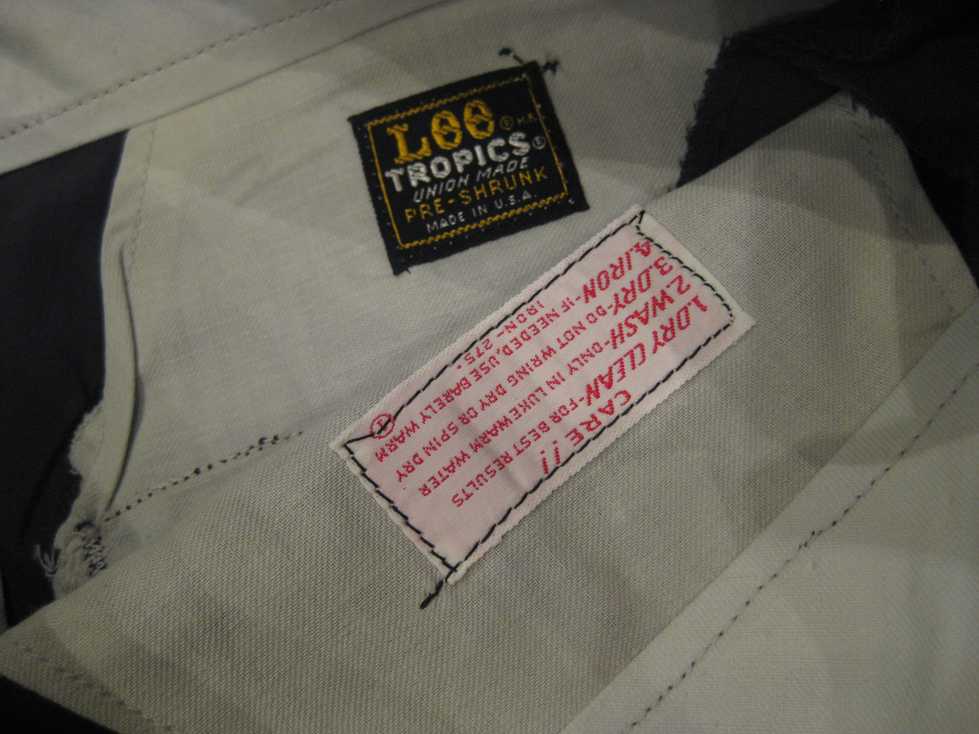 LEE ® M.R.
TROPICS ®
UNION MADE
PRE-SHRUNK
MADE IN U.S.A.
CARE!!
1.DRY CLEAN-FOR BEST RESULTS
2 WASH-ONLY IN LUKEWARM WATER
3.DRY-DO NOT WRING DRY OR SPIN DRY
4.IRON-IF NEEDED, USE BARELY WARM
IRON-275°